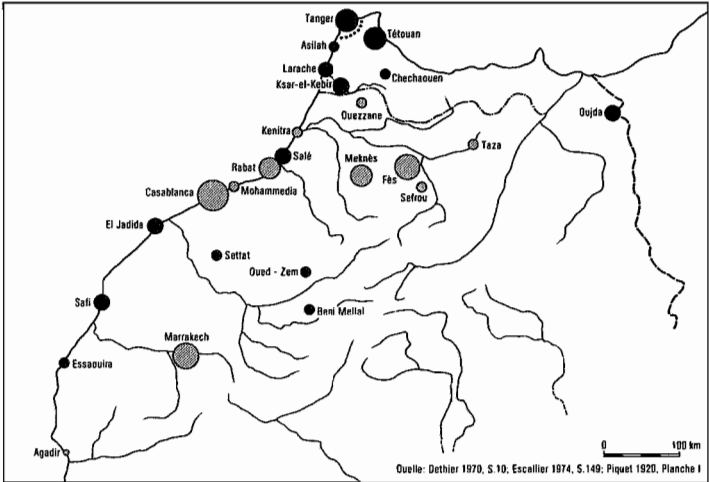 Tanger
Tétouan
Asilah
Larache
Chechaouen
Ksar-el-Kebir
Ouezzane
Oujda
Kenitra
Taza
Salé
Meknès
Rabat
Fès
Casablanca
Mohammedia
Sefrou
El Jadida
Settat
Oued - Zem
Safi
Beni Mellal
Marrakech
Essaouira
Agadir
0 100 km
Quelle: Dethier 1970, S.10; Escallier 1974, S.149; Piquet 1920, Planche I